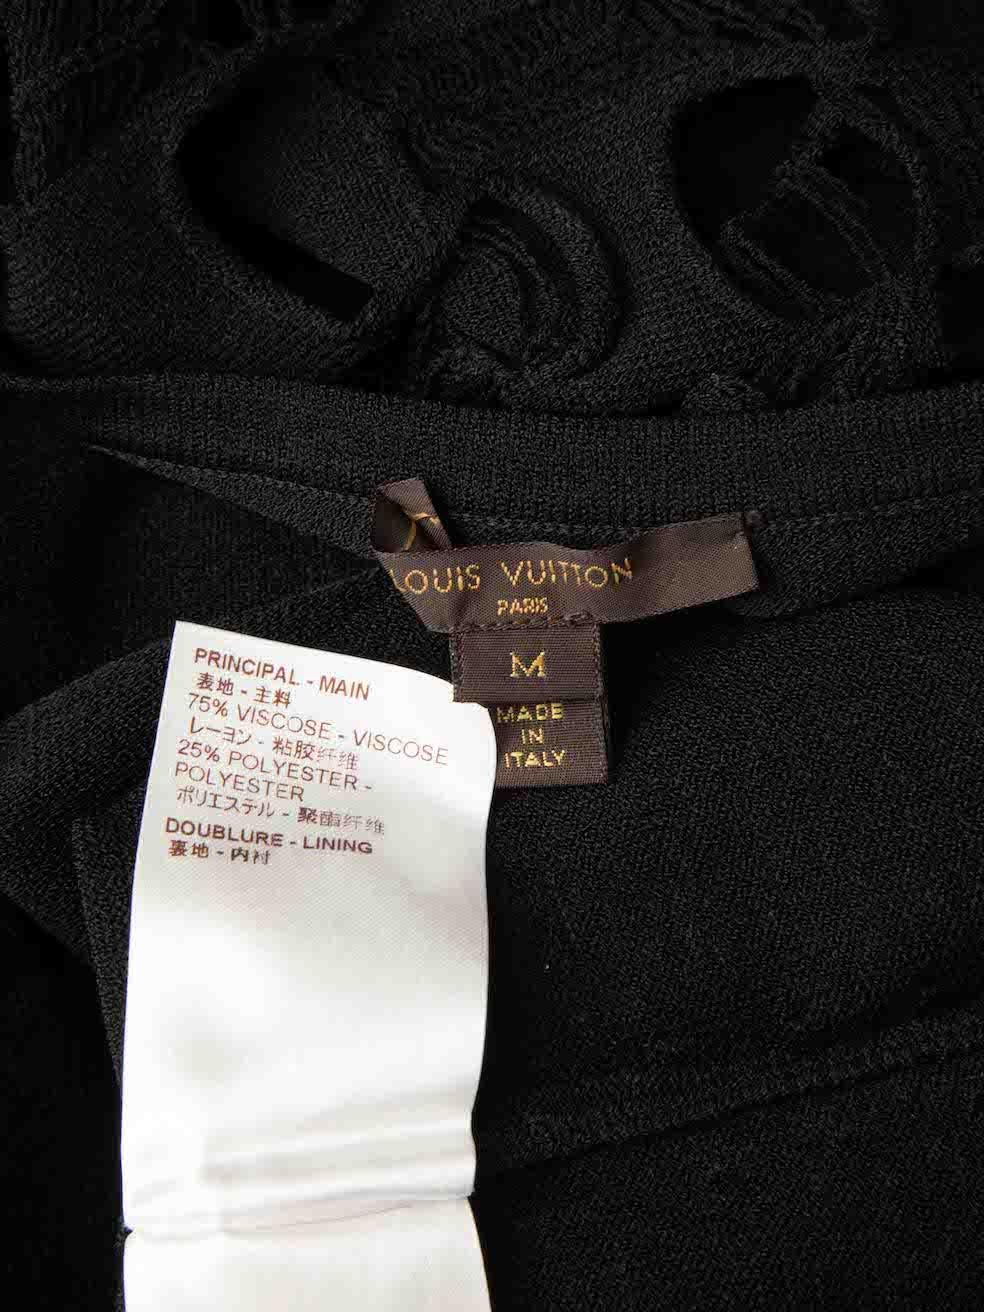 LOUIS VUITTON
PARIS
M
MADE
IN
ITALY
PRINCIPAL - MAIN
表地 - 主料
75% VISCOSE - VISCOSE
レーヨン - 粘胶纤维
25% POLYESTER -
POLYESTER
ポリエステル - 聚酯纤维
DOUBLURE - LINING
裏地 - 内衬